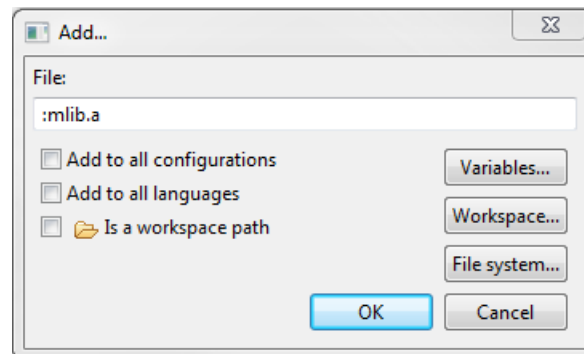 Add...
File:
:mlib.a
Add to all configurations
Variables...
Add to all languages
Workspace...
Is a workspace path
File system...
OK
Cancel